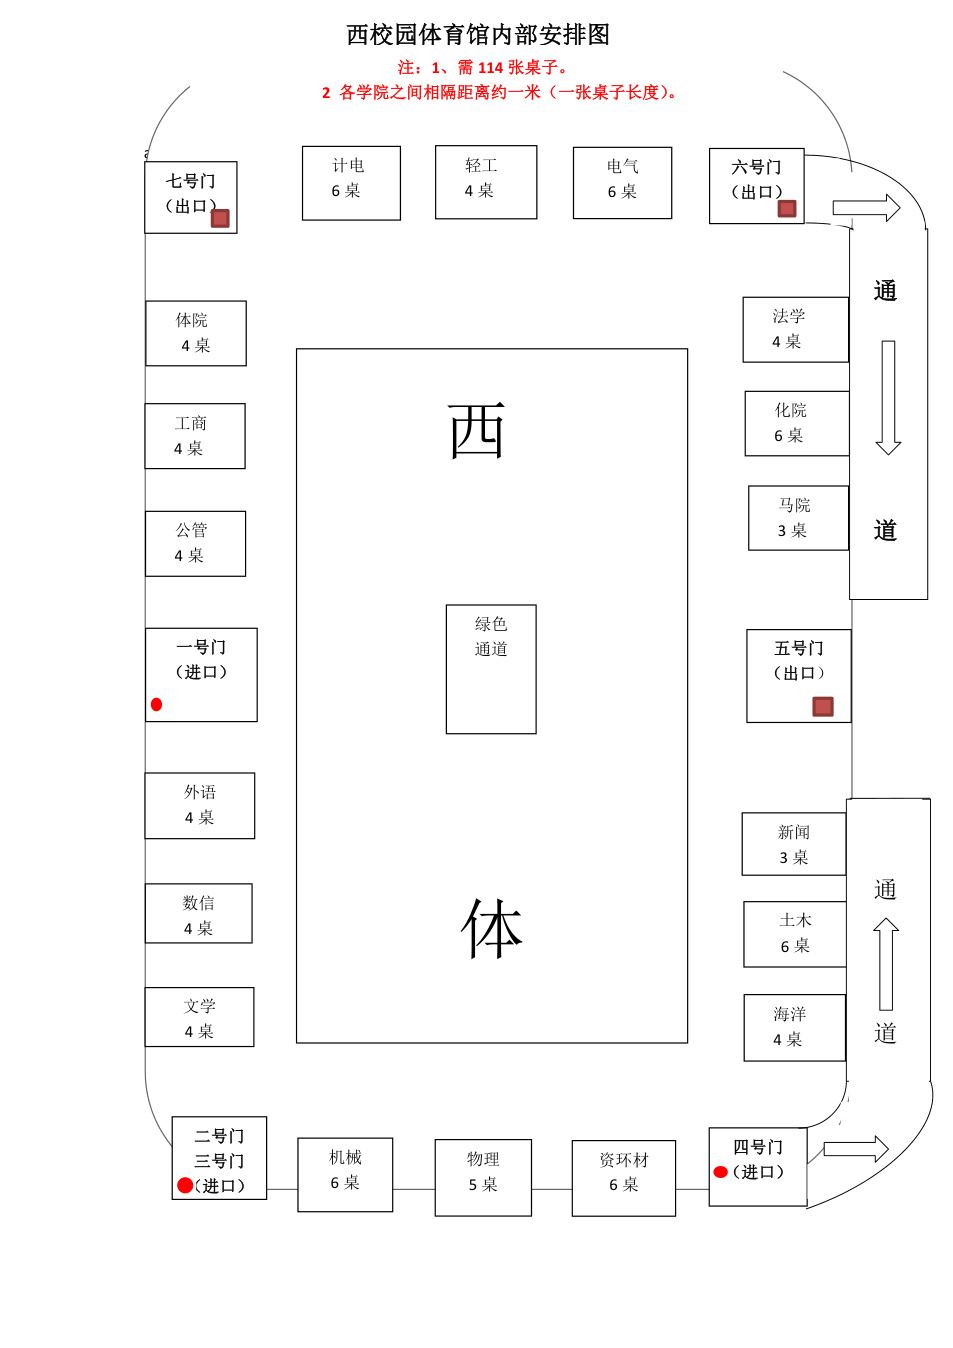 西校园体育馆内部安排图
注：1、需 114 张桌子。
2 各学院之间相隔距离约一米（一张桌子长度）。
七号门
（出口）
计电
6 桌
轻工
4 桌
电气
6 桌
六号门
（出口）
体院
4 桌
工商
4 桌
公管
4 桌
一号门
（进口）
外语
4 桌
数信
4 桌
文学
4 桌
西
绿色
通道
体
法学
4 桌
化院
6 桌
马院
3 桌
通
道
五号门
（出口）
新闻
3 桌
土木
6 桌
海洋
4 桌
通
道
二号门
三号门
（进口）
机械
6 桌
物理
5 桌
资环材
6 桌
四号门
（进口）